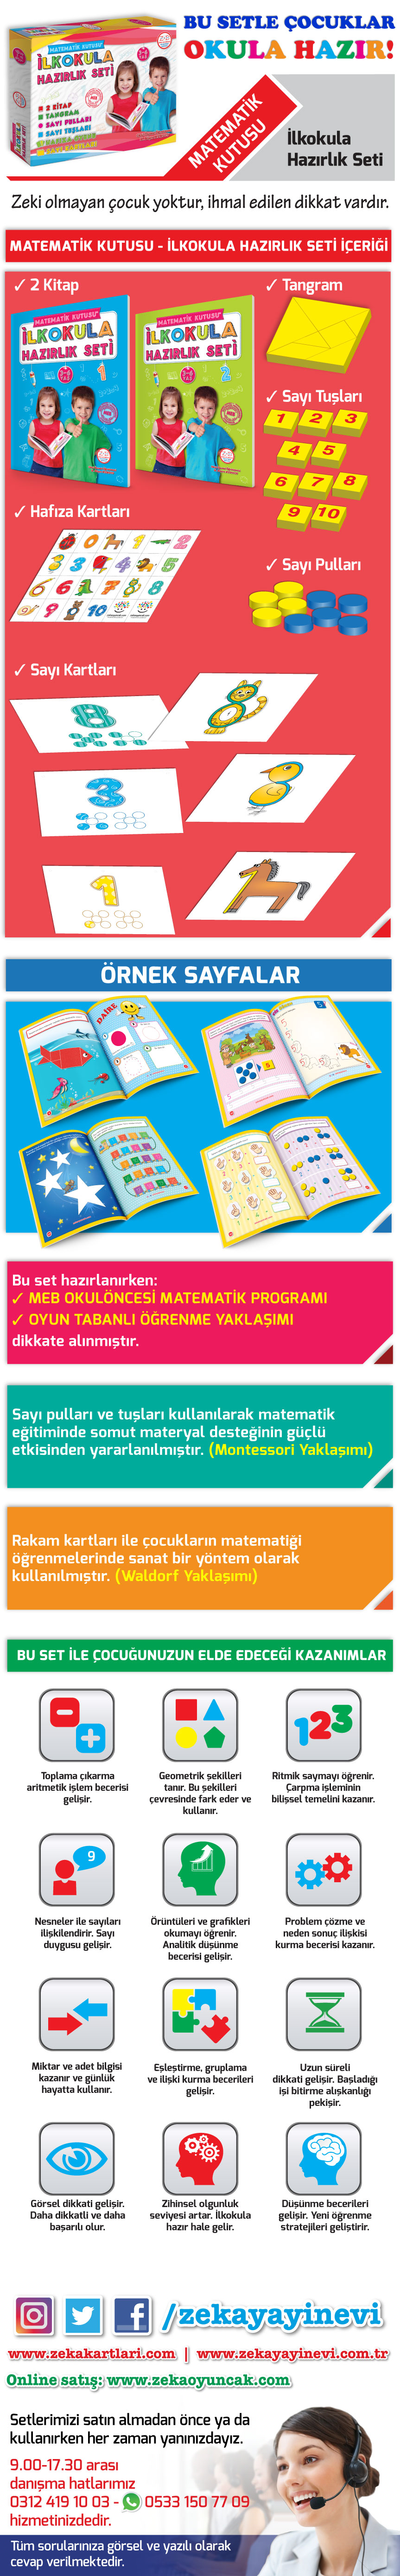 BU SETLE ÇOCUKLAR
OKULA HAZIR!
MATEMATİK KUTUSU
İLKOKULA
HAZIRLIK SETİ
2 KİTAP
TANGRAM
SAYI PULLARI
SAYI TUŞLARI
MATEMATİK
KUTUSU
İlkokula
Hazırlık Seti
Zeki olmayan çocuk yoktur, ihmal edilen dikkat vardır.
MATEMATİK KUTUSU - İLKOKULA HAZIRLIK SETİ İÇERİĞİ
✓ 2 Kitap
✓ Tangram
MATEMATİK KUTUSU
İLKOKULA
HAZIRLIK SETİ
1
MATEMATİK KUTUSU
İLKOKULA
HAZIRLIK SETİ
2
✓ Sayı Tuşları
1 2 3
4 5
6 7 8
9 10
✓ Hafıza Kartları
✓ Sayı Pulları
✓ Sayı Kartları
8
3
1
ÖRNEK SAYFALAR
DAİRE
Bu set hazırlanırken:
✓ MEB OKULÖNCESİ MATEMATİK PROGRAMI
✓ OYUN TABANLI ÖĞRENME YAKLAŞIMI
dikkate alınmıştır.
Sayı pulları ve tuşları kullanılarak matematik
eğitiminde somut materyal desteğinin güçlü
etkisinden yararlanılmıştır. (Montessori Yaklaşımı)
Rakam kartları ile çocukların matematiği
öğrenmelerinde sanat bir yöntem olarak
kullanılmıştır. (Waldorf Yaklaşımı)
BU SET İLE ÇOCUĞUNUZUN ELDE EDECEĞİ KAZANIMLAR
123
Toplama çıkarma
aritmetik işlem becerisi
gelişir.
Geometrik şekilleri
tanır. Bu şekilleri
çevresinde fark eder ve
kullanır.
Ritmik saymayı öğrenir.
Çarpma işleminin
bilişsel temelini kazanır.
9
Nesneler ile sayıları
ilişkilendirir. Sayı
duygusu gelişir.
Örüntüleri ve grafikleri
okumayı öğrenir.
Analitik düşünme
becerisi gelişir.
Problem çözme ve
neden sonuç ilişkisi
kurma becerisi kazanır.
Miktar ve adet bilgisi
kazanır ve günlük
hayatta kullanır.
Eşleştirme, gruplama
ve ilişki kurma becerileri
gelişir.
Uzun süreli
dikkati gelişir. Başladığı
işi bitirme alışkanlığı
pekişir.
Görsel dikkati gelişir.
Daha dikkatli ve daha
başarılı olur.
Zihinsel olgunluk
seviyesi artar. İlkokula
hazır hale gelir.
Düşünme becerileri
gelişir. Yeni öğrenme
stratejileri geliştirir.
/zekayayinevi
www.zekakartlari.com | www.zekayayinevi.com.tr
Online satış: www.zekaoyuncak.com
Setlerimizi satın almadan önce ya da
kullanırken her zaman yanınızdayız.
9.00-17.30 arası
danışma hatlarımız
0312 419 10 03 - 0533 150 77 09
hizmetinizdedir.
Tüm sorularınıza görsel ve yazılı olarak
cevap verilmektedir.